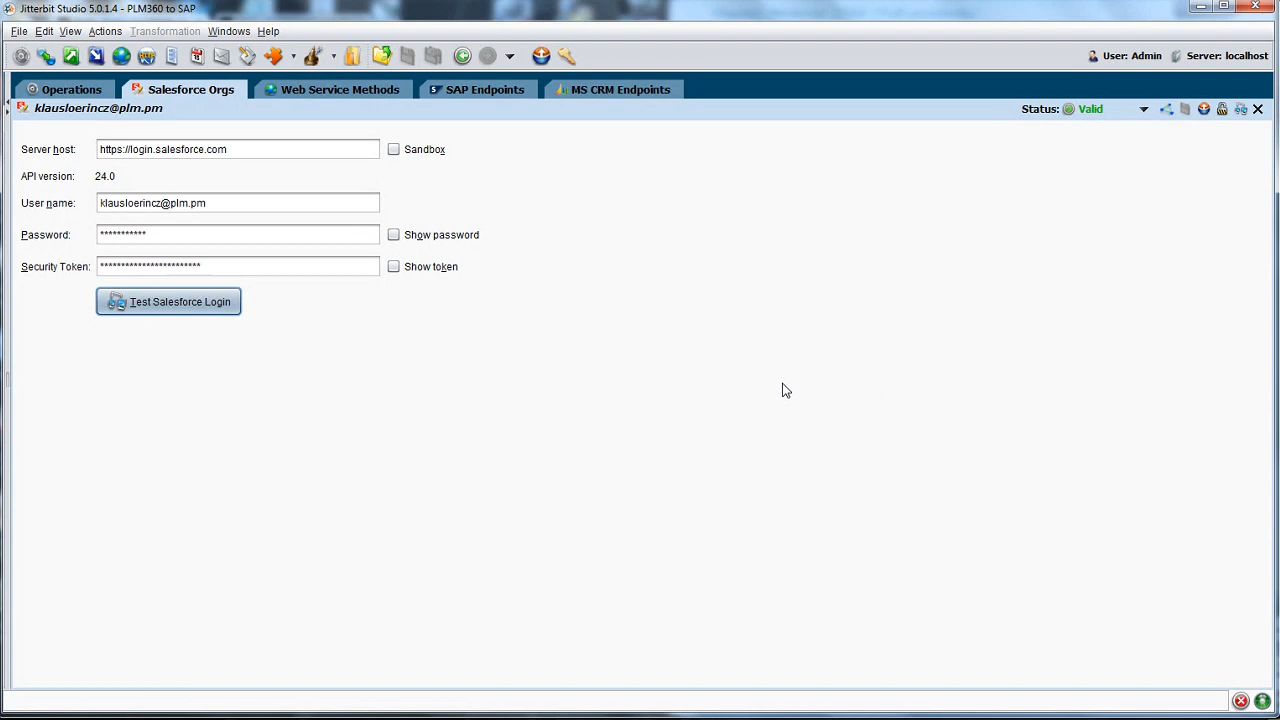 Jitterbit Studio 5.0.1.4 - PLM360 to SAP
File Edit View Actions Transformation Windows Help
User: Admin Server: localhost
Operations Salesforce Orgs Web Service Methods SAP Endpoints MS CRM Endpoints
klausloerincz@plm.pm Status: Valid
Server host: https://login.salesforce.com Sandbox
API version: 24.0
User name: klausloerincz@plm.pm
Password: *********** Show password
Security Token: ************************ Show token
Test Salesforce Login